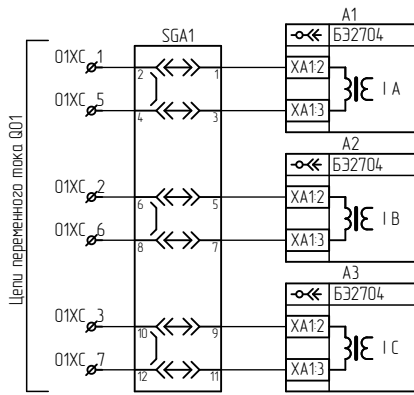 A1
SGA1
БЭ2704
01XC 1
2
1
XA1:2
I A
01XC 5
4
3
XA1:3
A2
БЭ2704
01XC 2
6
5
XA1:2
I B
01XC 6
8
7
XA1:3
A3
БЭ2704
01XC 3
10
9
XA1:2
I C
01XC 7
12
11
XA1:3
Цепи переменного тока Q01